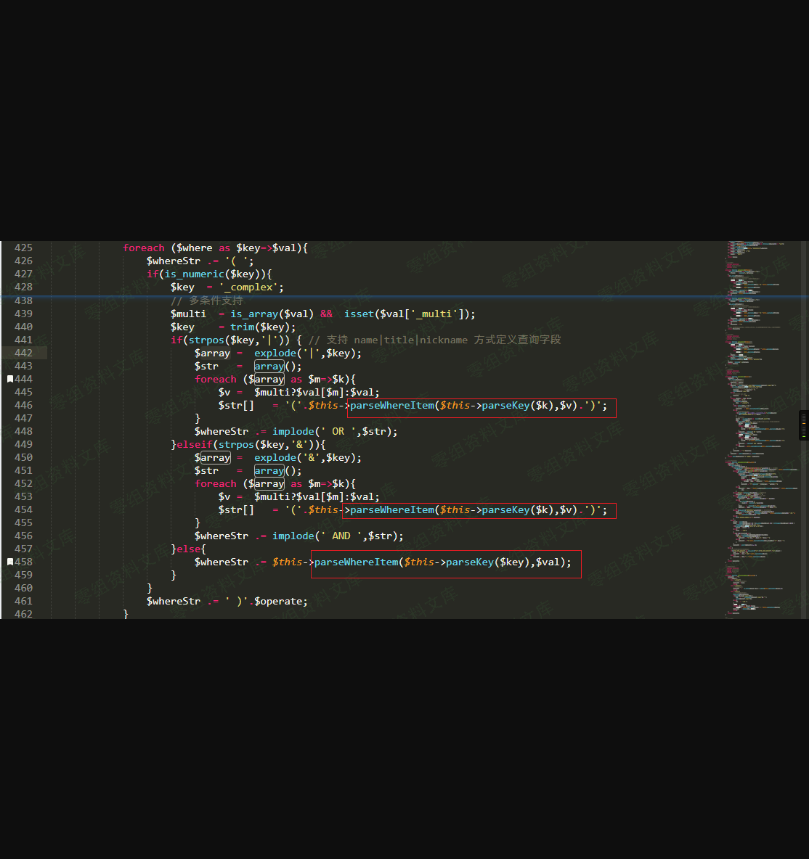 425 foreach ($where as $key=>$val){
426 $whereStr .= '( ';
427 if(is_numeric($key)){
428 $key = '_complex';
438 // 多条件支持
439 $multi = is_array($val) && isset($val['_multi']);
440 $key = trim($key);
441 if(strpos($key,'|')) { // 支持 name|title|nickname 方式定义查询字段
442 $array = explode('|',$key);
443 $str = array();
444 foreach ($array as $m=>$k){
445 $v = $multi?$val[$m]:$val;
446 $str[] = '('.$this->parseWhereItem($this->parseKey($k),$v).')';
447 }
448 $whereStr .= implode(' OR ',$str);
449 }elseif(strpos($key,'&')){
450 $array = explode('&',$key);
451 $str = array();
452 foreach ($array as $m=>$k){
453 $v = $multi?$val[$m]:$val;
454 $str[] = '('.$this->parseWhereItem($this->parseKey($k),$v).')';
455 }
456 $whereStr .= implode(' AND ',$str);
457 }else{
458 $whereStr .= $this->parseWhereItem($this->parseKey($key),$val);
459 }
460 }
461 $whereStr .= ' )'.$operate;
462 }